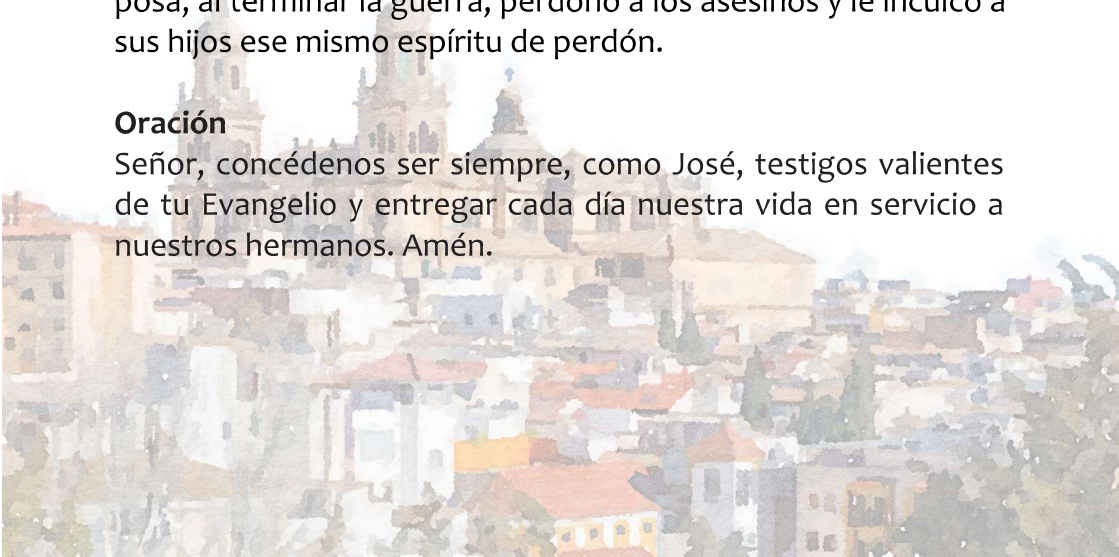 posa, al terminar la guerra, perdonó a los asesinos y le inculcó a
sus hijos ese mismo espíritu de perdón.
Oración
Señor, concédenos ser siempre, como José, testigos valientes
de tu Evangelio y entregar cada día nuestra vida en servicio a
nuestros hermanos. Amén.